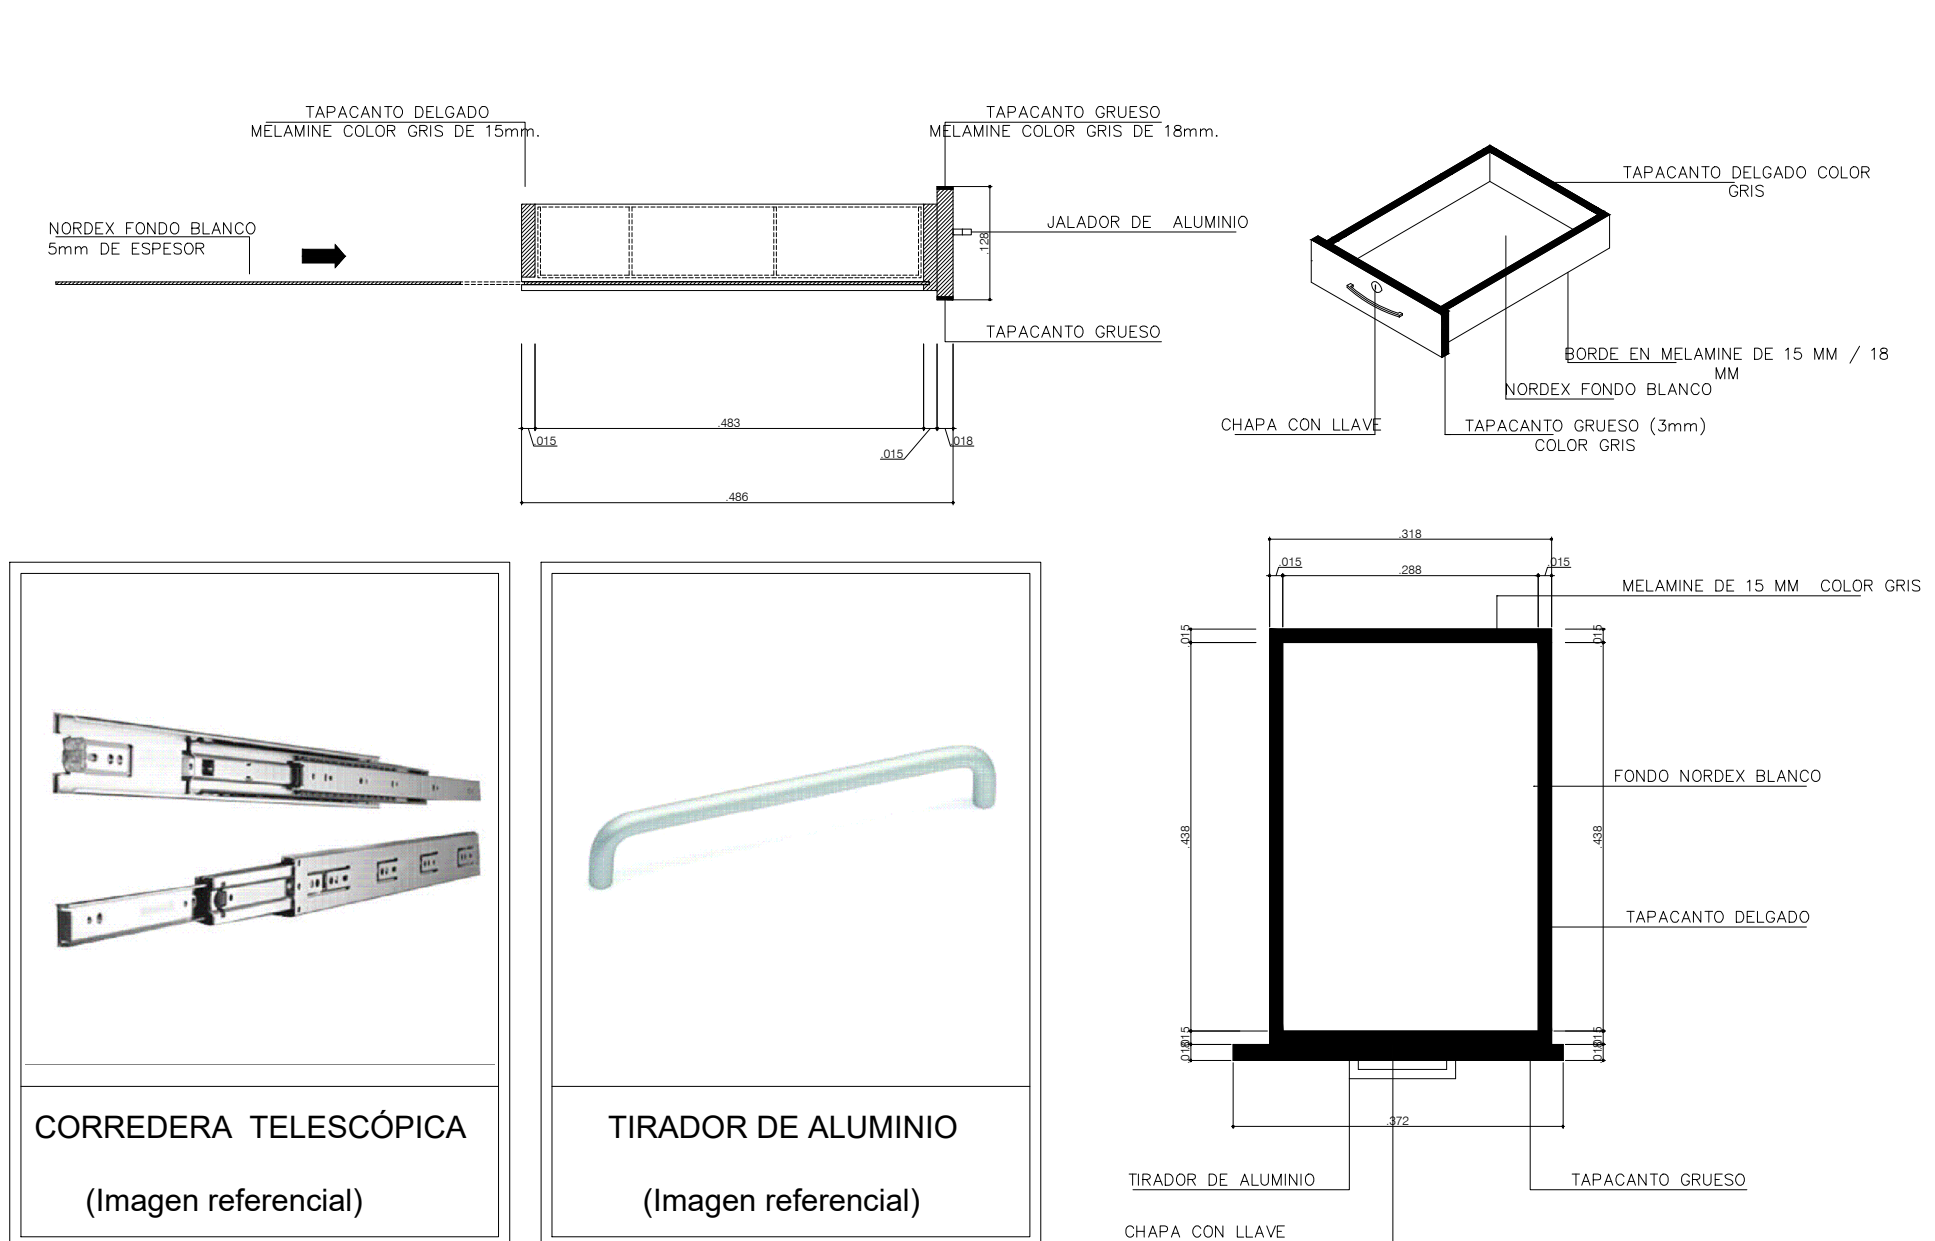 TAPACANTO DELGADO
MELAMINE COLOR GRIS DE 15mm.
TAPACANTO GRUESO
MELAMINE COLOR GRIS DE 18mm.
TAPACANTO DELGADO COLOR
GRIS
NORDEX FONDO BLANCO
5mm DE ESPESOR
JALADOR DE ALUMINIO
.128
TAPACANTO GRUESO
BORDE EN MELAMINE DE 15 MM / 18
MM
NORDEX FONDO BLANCO
CHAPA CON LLAVE
TAPACANTO GRUESO (3mm)
COLOR GRIS
.483
.015
.015
.018
.486
.318
.015
.288
.015
MELAMINE DE 15 MM COLOR GRIS
.015
.015
FONDO NORDEX BLANCO
.438
.438
TAPACANTO DELGADO
.015
.018
.015
.018
.372
TIRADOR DE ALUMINIO
TAPACANTO GRUESO
CHAPA CON LLAVE
CORREDERA TELESCÓPICA
(Imagen referencial)
TIRADOR DE ALUMINIO
(Imagen referencial)